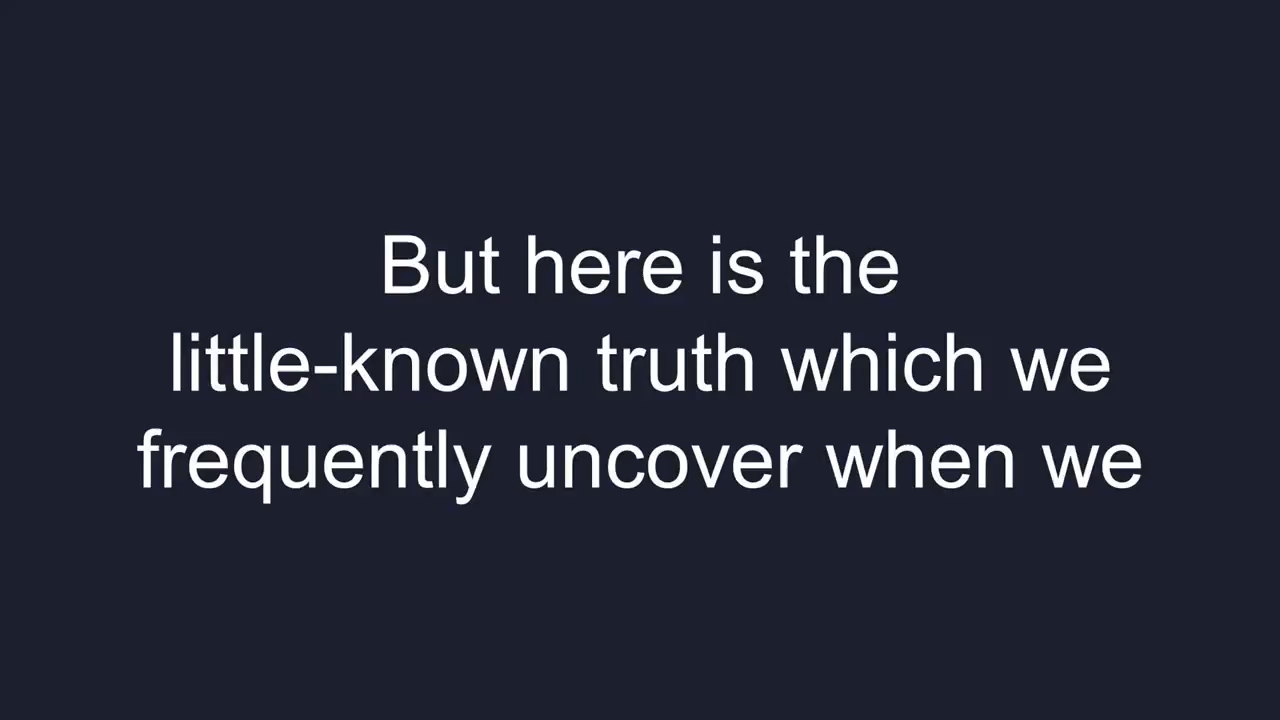 But here is the
little-known truth which we
frequently uncover when we